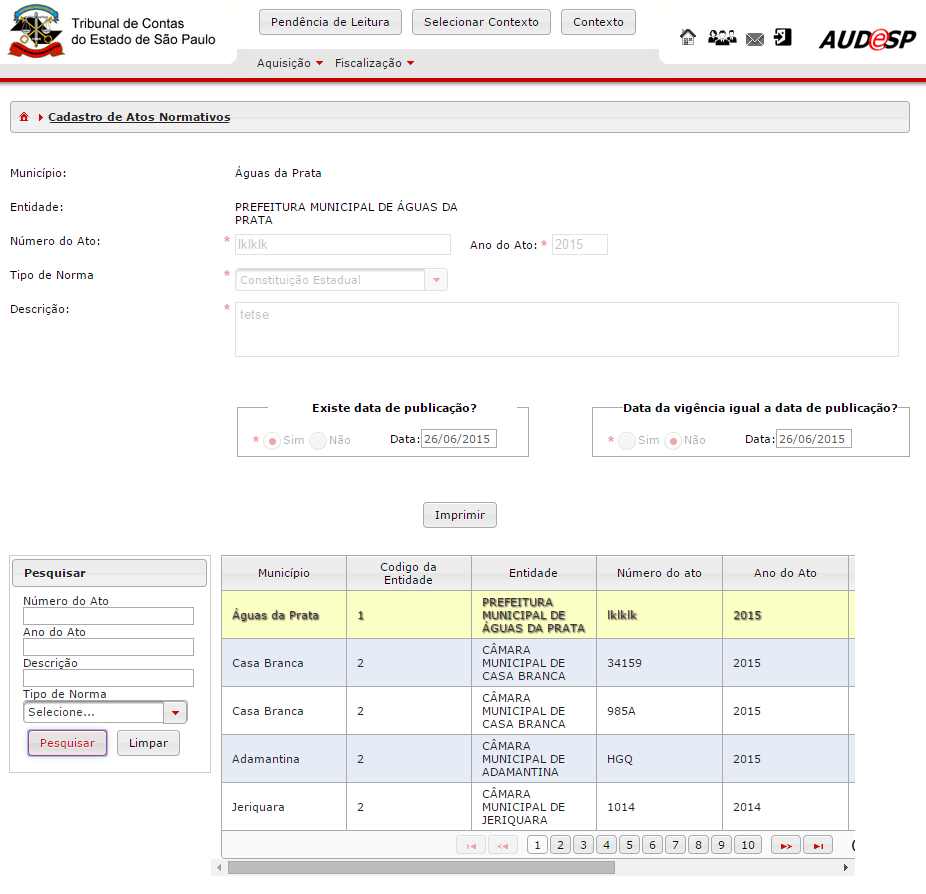 Tribunal de Contas
do Estado de São Paulo
Pendência de Leitura
Selecionar Contexto
Contexto
AUDeSP
Aquisição
Fiscalização
Cadastro de Atos Normativos
Município:
Águas da Prata
Entidade:
PREFEITURA MUNICIPAL DE ÁGUAS DA
PRATA
Número do Ato:
* lklklk
Ano do Ato: * 2015
Tipo de Norma
* Constituição Estadual
Descrição:
* tetse
Existe data de publicação?
* Sim Não
Data: 26/06/2015
Data da vigência igual a data de publicação?
* Sim Não
Data: 26/06/2015
Imprimir
Pesquisar
Número do Ato
Ano do Ato
Descrição
Tipo de Norma
Selecione...
Pesquisar
Limpar
Município
Codigo da
Entidade
Entidade
Número do ato
Ano do Ato
Águas da Prata
1
PREFEITURA
MUNICIPAL DE
ÁGUAS DA PRATA
lklklk
2015
Casa Branca
2
CÂMARA
MUNICIPAL DE
CASA BRANCA
34159
2015
Casa Branca
2
CÂMARA
MUNICIPAL DE
CASA BRANCA
985A
2015
Adamantina
2
CÂMARA
MUNICIPAL DE
ADAMANTINA
HGQ
2015
Jeriquara
2
CÂMARA
MUNICIPAL DE
JERIQUARA
1014
2014
1 2 3 4 5 6 7 8 9 10 (